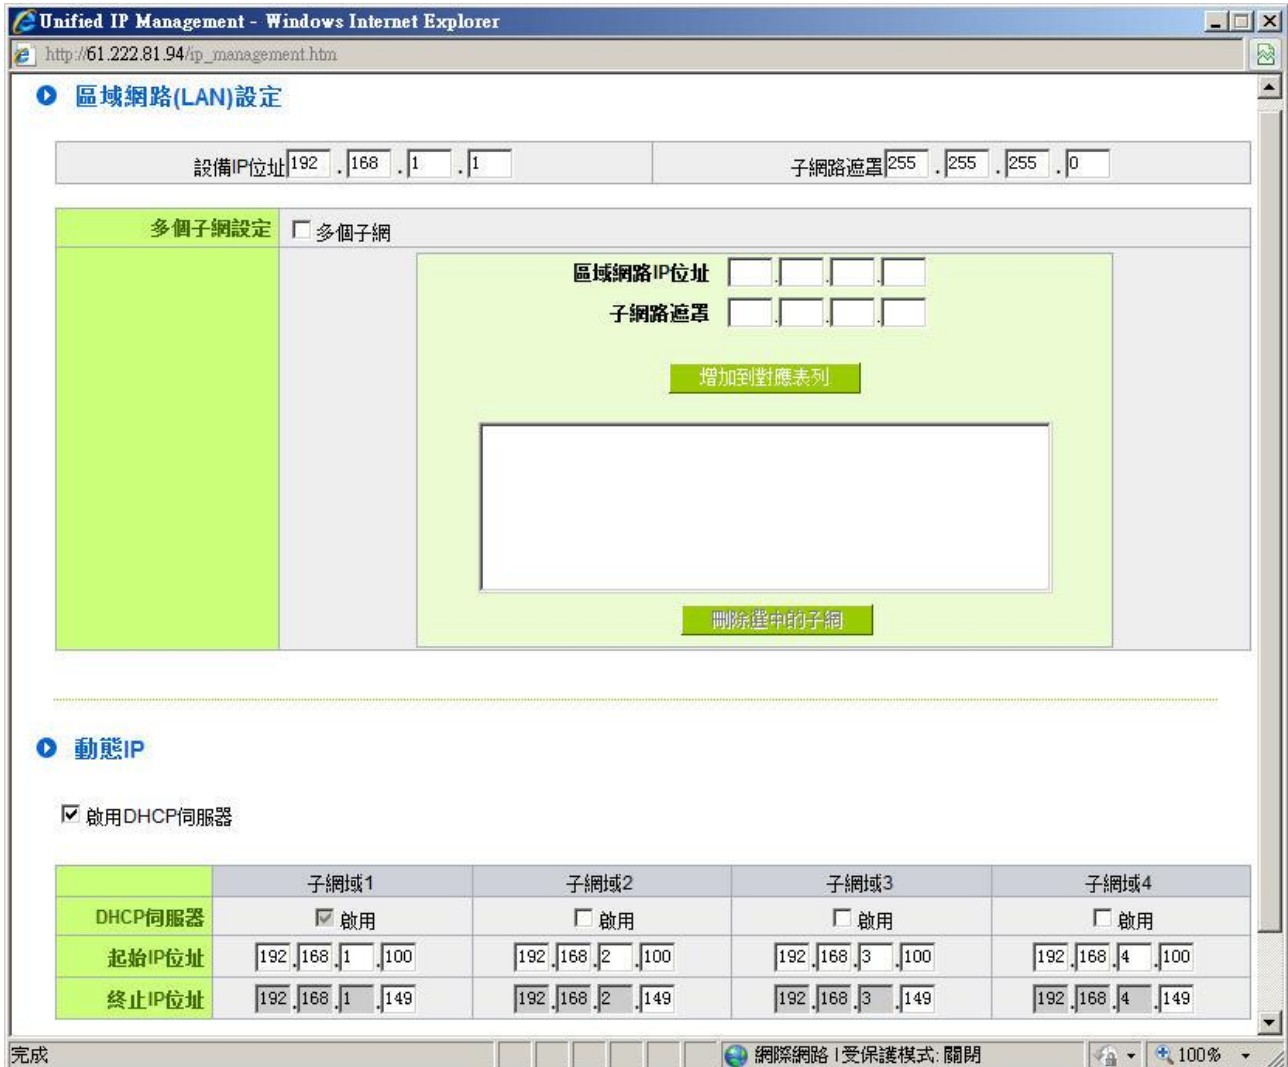 Unified IP Management - Windows Internet Explorer
http://61.222.81.94/ip_management.htm
區域網路(LAN)設定
設備IP位址 192 . 168 . 1 . 1 子網路遮罩 255 . 255 . 255 . 0
多個子網設定 多個子網
區域網路IP位址 . . .
子網路遮罩 . . .
增加到對應表列
刪除選中的子網
動態IP
啟用DHCP伺服器
子網域1 子網域2 子網域3 子網域4
DHCP伺服器 啟用 啟用 啟用 啟用
起始IP位址 192 . 168 . 1 . 100 192 . 168 . 2 . 100 192 . 168 . 3 . 100 192 . 168 . 4 . 100
終止IP位址 192 . 168 . 1 . 149 192 . 168 . 2 . 149 192 . 168 . 3 . 149 192 . 168 . 4 . 149
完成 網際網路 | 受保護模式: 關閉 100%